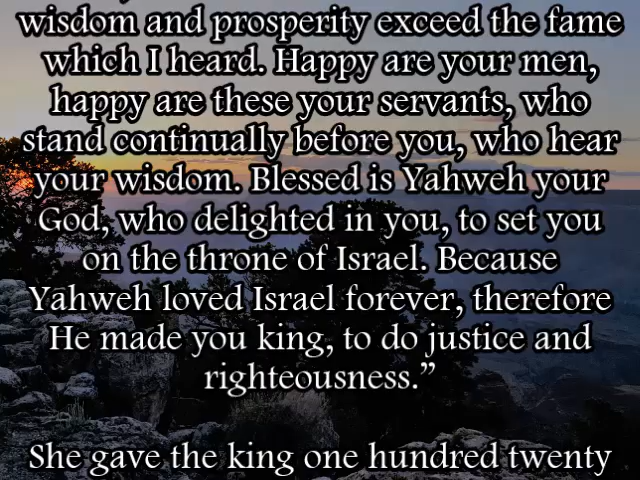 wisdom and prosperity exceed the fame
which I heard. Happy are your men,
happy are these your servants, who
stand continually before you, who hear
your wisdom. Blessed is Yahweh your
God, who delighted in you, to set you
on the throne of Israel. Because
Yahweh loved Israel forever, therefore
He made you king, to do justice and
righteousness.”
She gave the king one hundred twenty